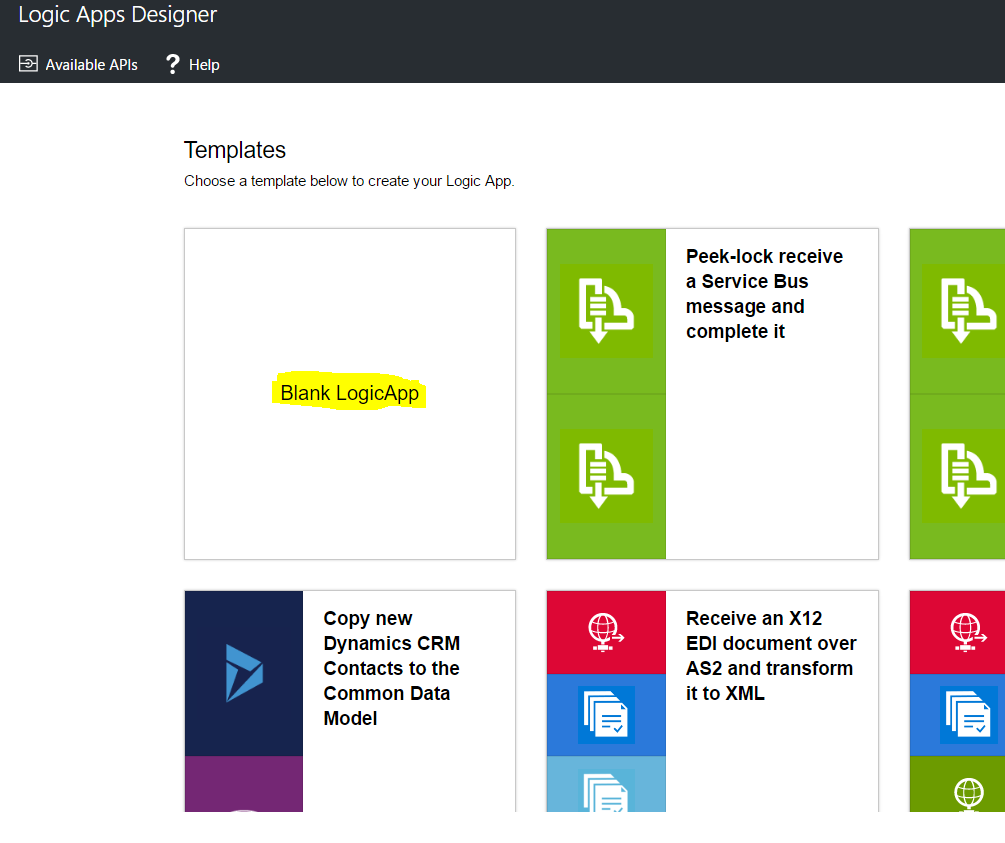 Logic Apps Designer
Available APIs
? Help
Templates
Choose a template below to create your Logic App.
Blank LogicApp
Peek-lock receive
a Service Bus
message and
complete it
Copy new
Dynamics CRM
Contacts to the
Common Data
Model
Receive an X12
EDI document over
AS2 and transform
it to XML